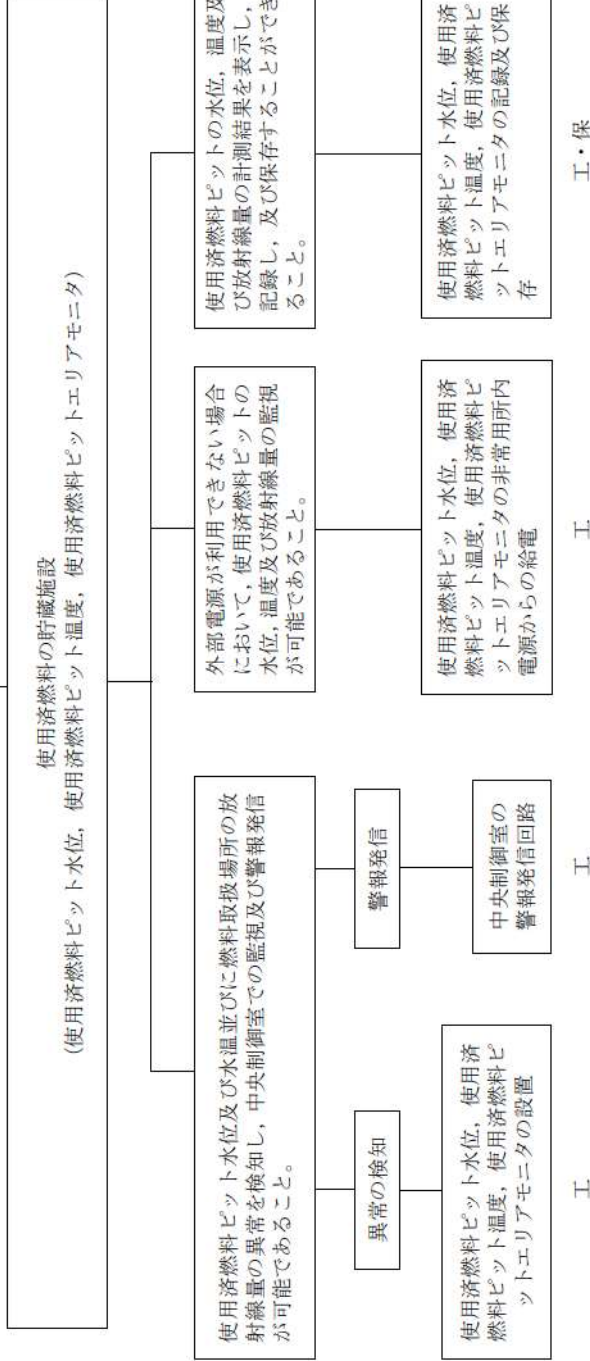 使用済燃料の貯蔵施設
(使用済燃料ピット水位，使用済燃料ピット温度，使用済燃料ピットエリアモニタ)
使用済燃料ピット水位及び水温並びに燃料取扱場所の放
射線量の異常を検知し，中央制御室での監視及び警報発信
が可能であること。
異常の検知
使用済燃料ピット水位，使用済
燃料ピット温度，使用済燃料ピ
ットエリアモニタの設置
工
警報発信
中央制御室の
警報発信回路
工
外部電源が利用できない場合
において，使用済燃料ピットの
水位，温度及び放射線量の監視
が可能であること。
使用済燃料ピット水位，使用済
燃料ピット温度，使用済燃料ピ
ットエリアモニタの非常用所内
電源からの給電
工
使用済燃料ピットの水位，温度及
び放射線量の計測結果を表示し，
記録し，及び保存することができ
ること。
使用済燃料ピット水位，使用済
燃料ピット温度，使用済燃料ピ
ットエリアモニタの記録及び保
存
工・保